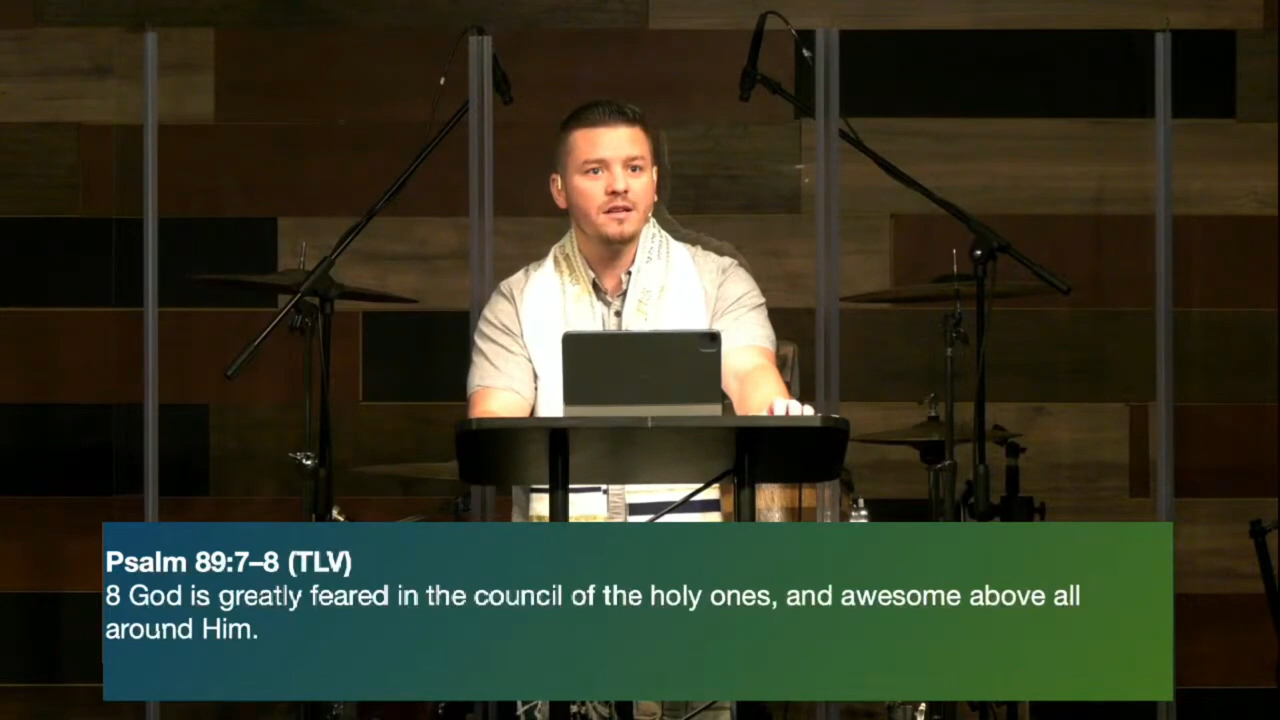 Psalm 89:7–8 (TLV)
8 God is greatly feared in the council of the holy ones, and awesome above all
around Him.